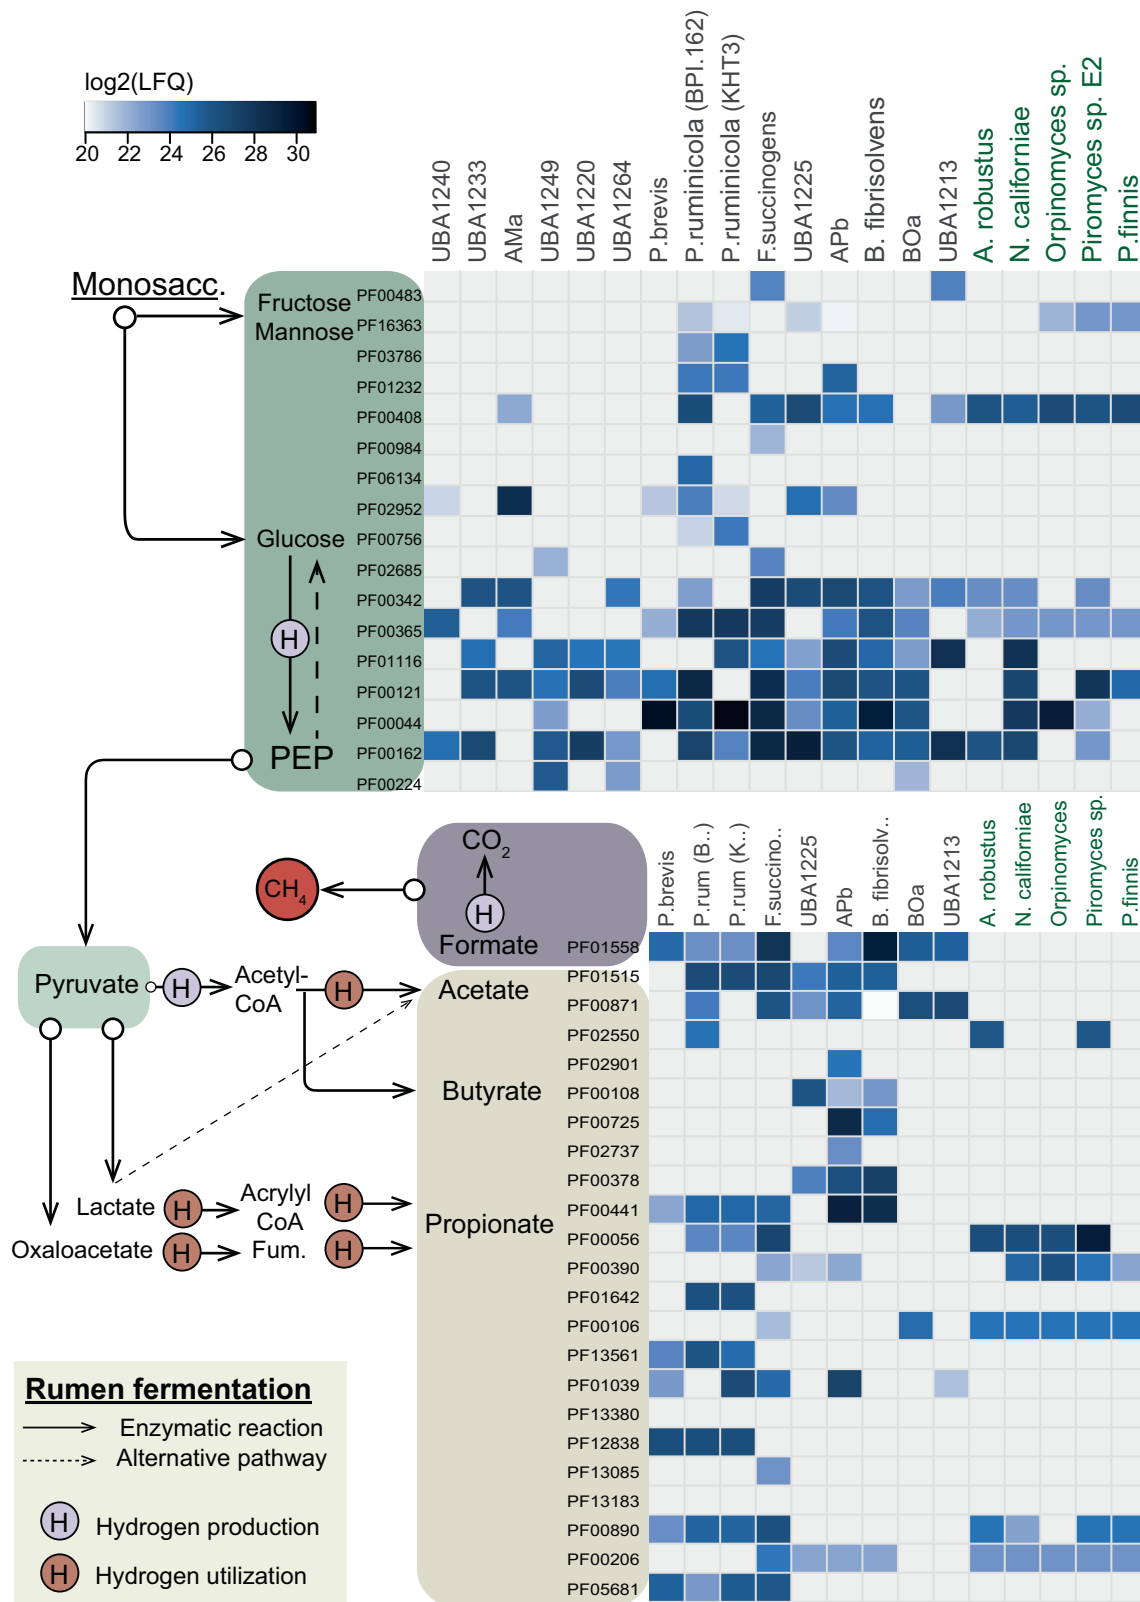 log2(LFQ)
20 22 24 26 28 30
UBA1240
UBA1233
AMa
UBA1249
UBA1220
UBA1264
P.brevis
P.ruminicola (BPI.162)
P.ruminicola (KHT3)
F.succinogens
UBA1225
APb
B. fibrisolvens
BOa
UBA1213
A. robustus
N. californiae
Orpinomyces sp.
Piromyces sp. E2
P.finnis
Monosacc.
Fructose
Mannose
Glucose
H
PEP
PF00483
PF16363
PF03786
PF01232
PF00408
PF00984
PF06134
PF02952
PF00756
PF02685
PF00342
PF00365
PF01116
PF00121
PF00044
PF00162
PF00224
P.brevis
P.rum (B..)
P.rum (K..)
F.succino..
UBA1225
APb
B. fibrisolv..
BOa
UBA1213
A. robustus
N. californiae
Orpinomyces
Piromyces sp.
P.finnis
CO2
CH4
H
Formate
Pyruvate
H
Acetyl-
CoA
H
Acetate
Butyrate
Lactate
H
Acrylyl
CoA
H
Propionate
Oxaloacetate
H
Fum.
H
PF01558
PF01515
PF00871
PF02550
PF02901
PF00108
PF00725
PF02737
PF00378
PF00441
PF00056
PF00390
PF01642
PF00106
PF13561
PF01039
PF13380
PF12838
PF13085
PF13183
PF00890
PF00206
PF05681
Rumen fermentation
Enzymatic reaction
Alternative pathway
H Hydrogen production
H Hydrogen utilization